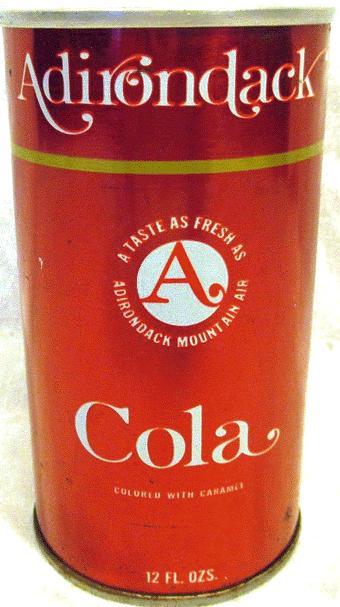 Adirondack
A TASTE AS FRESH AS
ADIRONDACK MOUNTAIN AIR
A
Cola
COLORED WITH CARAMEL
12 FL. OZS.